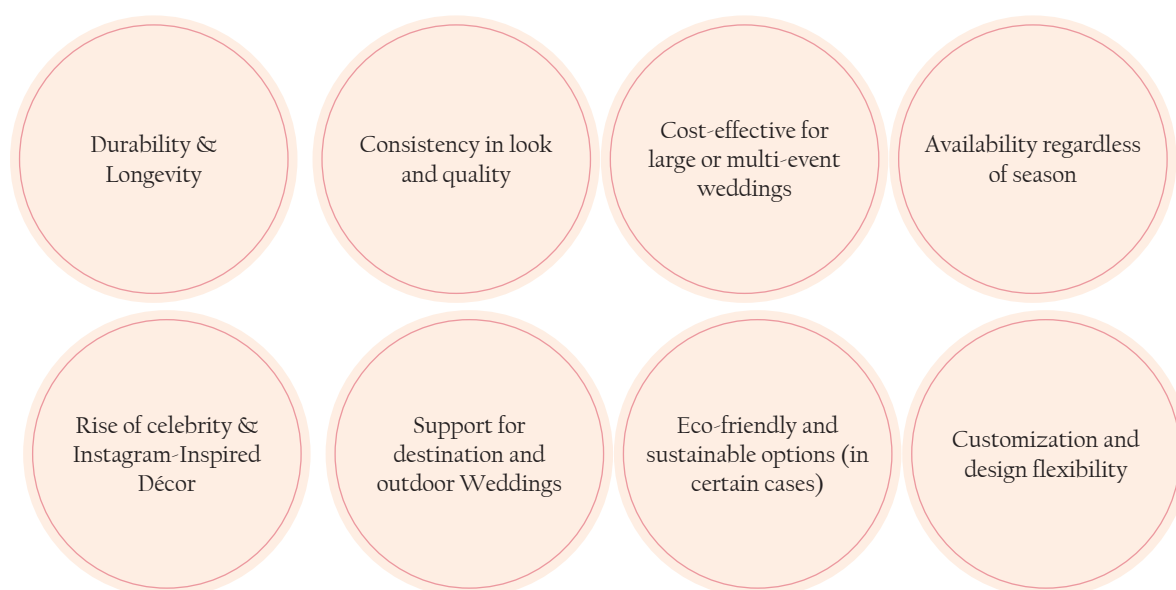 Durability &
Longevity
Consistency in look
and quality
Cost-effective for
large or multi-event
weddings
Availability regardless
of season
Rise of celebrity &
Instagram-Inspired
Décor
Support for
destination and
outdoor Weddings
Eco-friendly and
sustainable options (in
certain cases)
Customization and
design flexibility